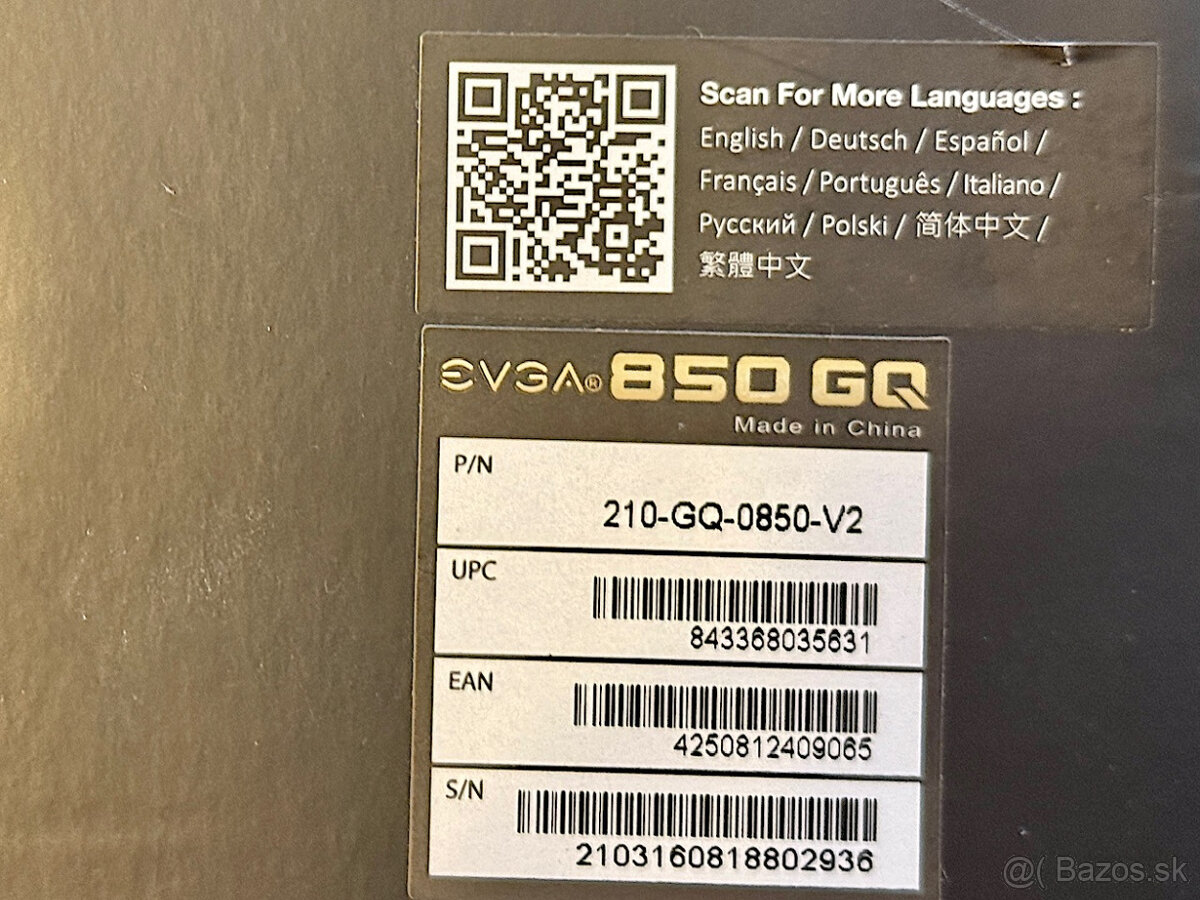 Scan For More Languages :
English / Deutsch / Español /
Français / Português / Italiano /
Русский / Polski / 简体中文 /
繁體中文
EVGA® 850 GQ
Made in China
P/N
210-GQ-0850-V2
UPC
843368035631
EAN
4250812409065
S/N
2103160818802936
@( Bazos.sk